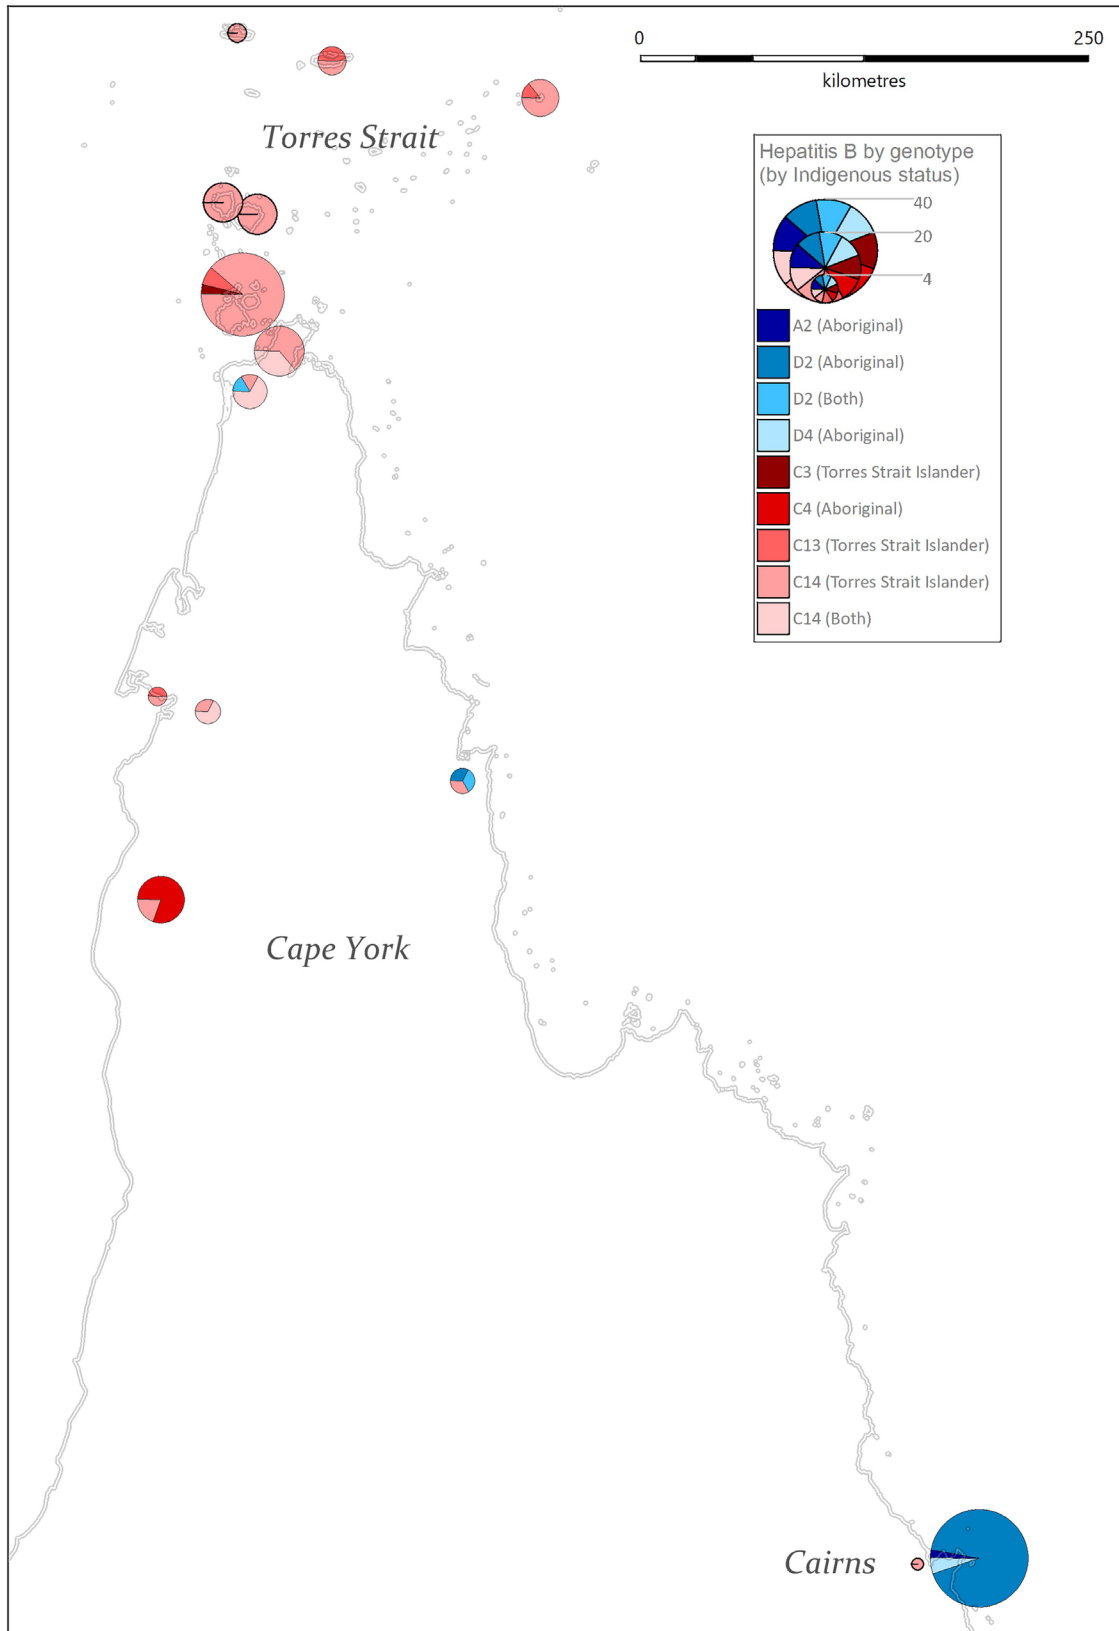 0 250
kilometres
Torres Strait
Hepatitis B by genotype
(by Indigenous status)
40
20
4
A2 (Aboriginal)
D2 (Aboriginal)
D2 (Both)
D4 (Aboriginal)
C3 (Torres Strait Islander)
C4 (Aboriginal)
C13 (Torres Strait Islander)
C14 (Torres Strait Islander)
C14 (Both)
Cape York
Cairns